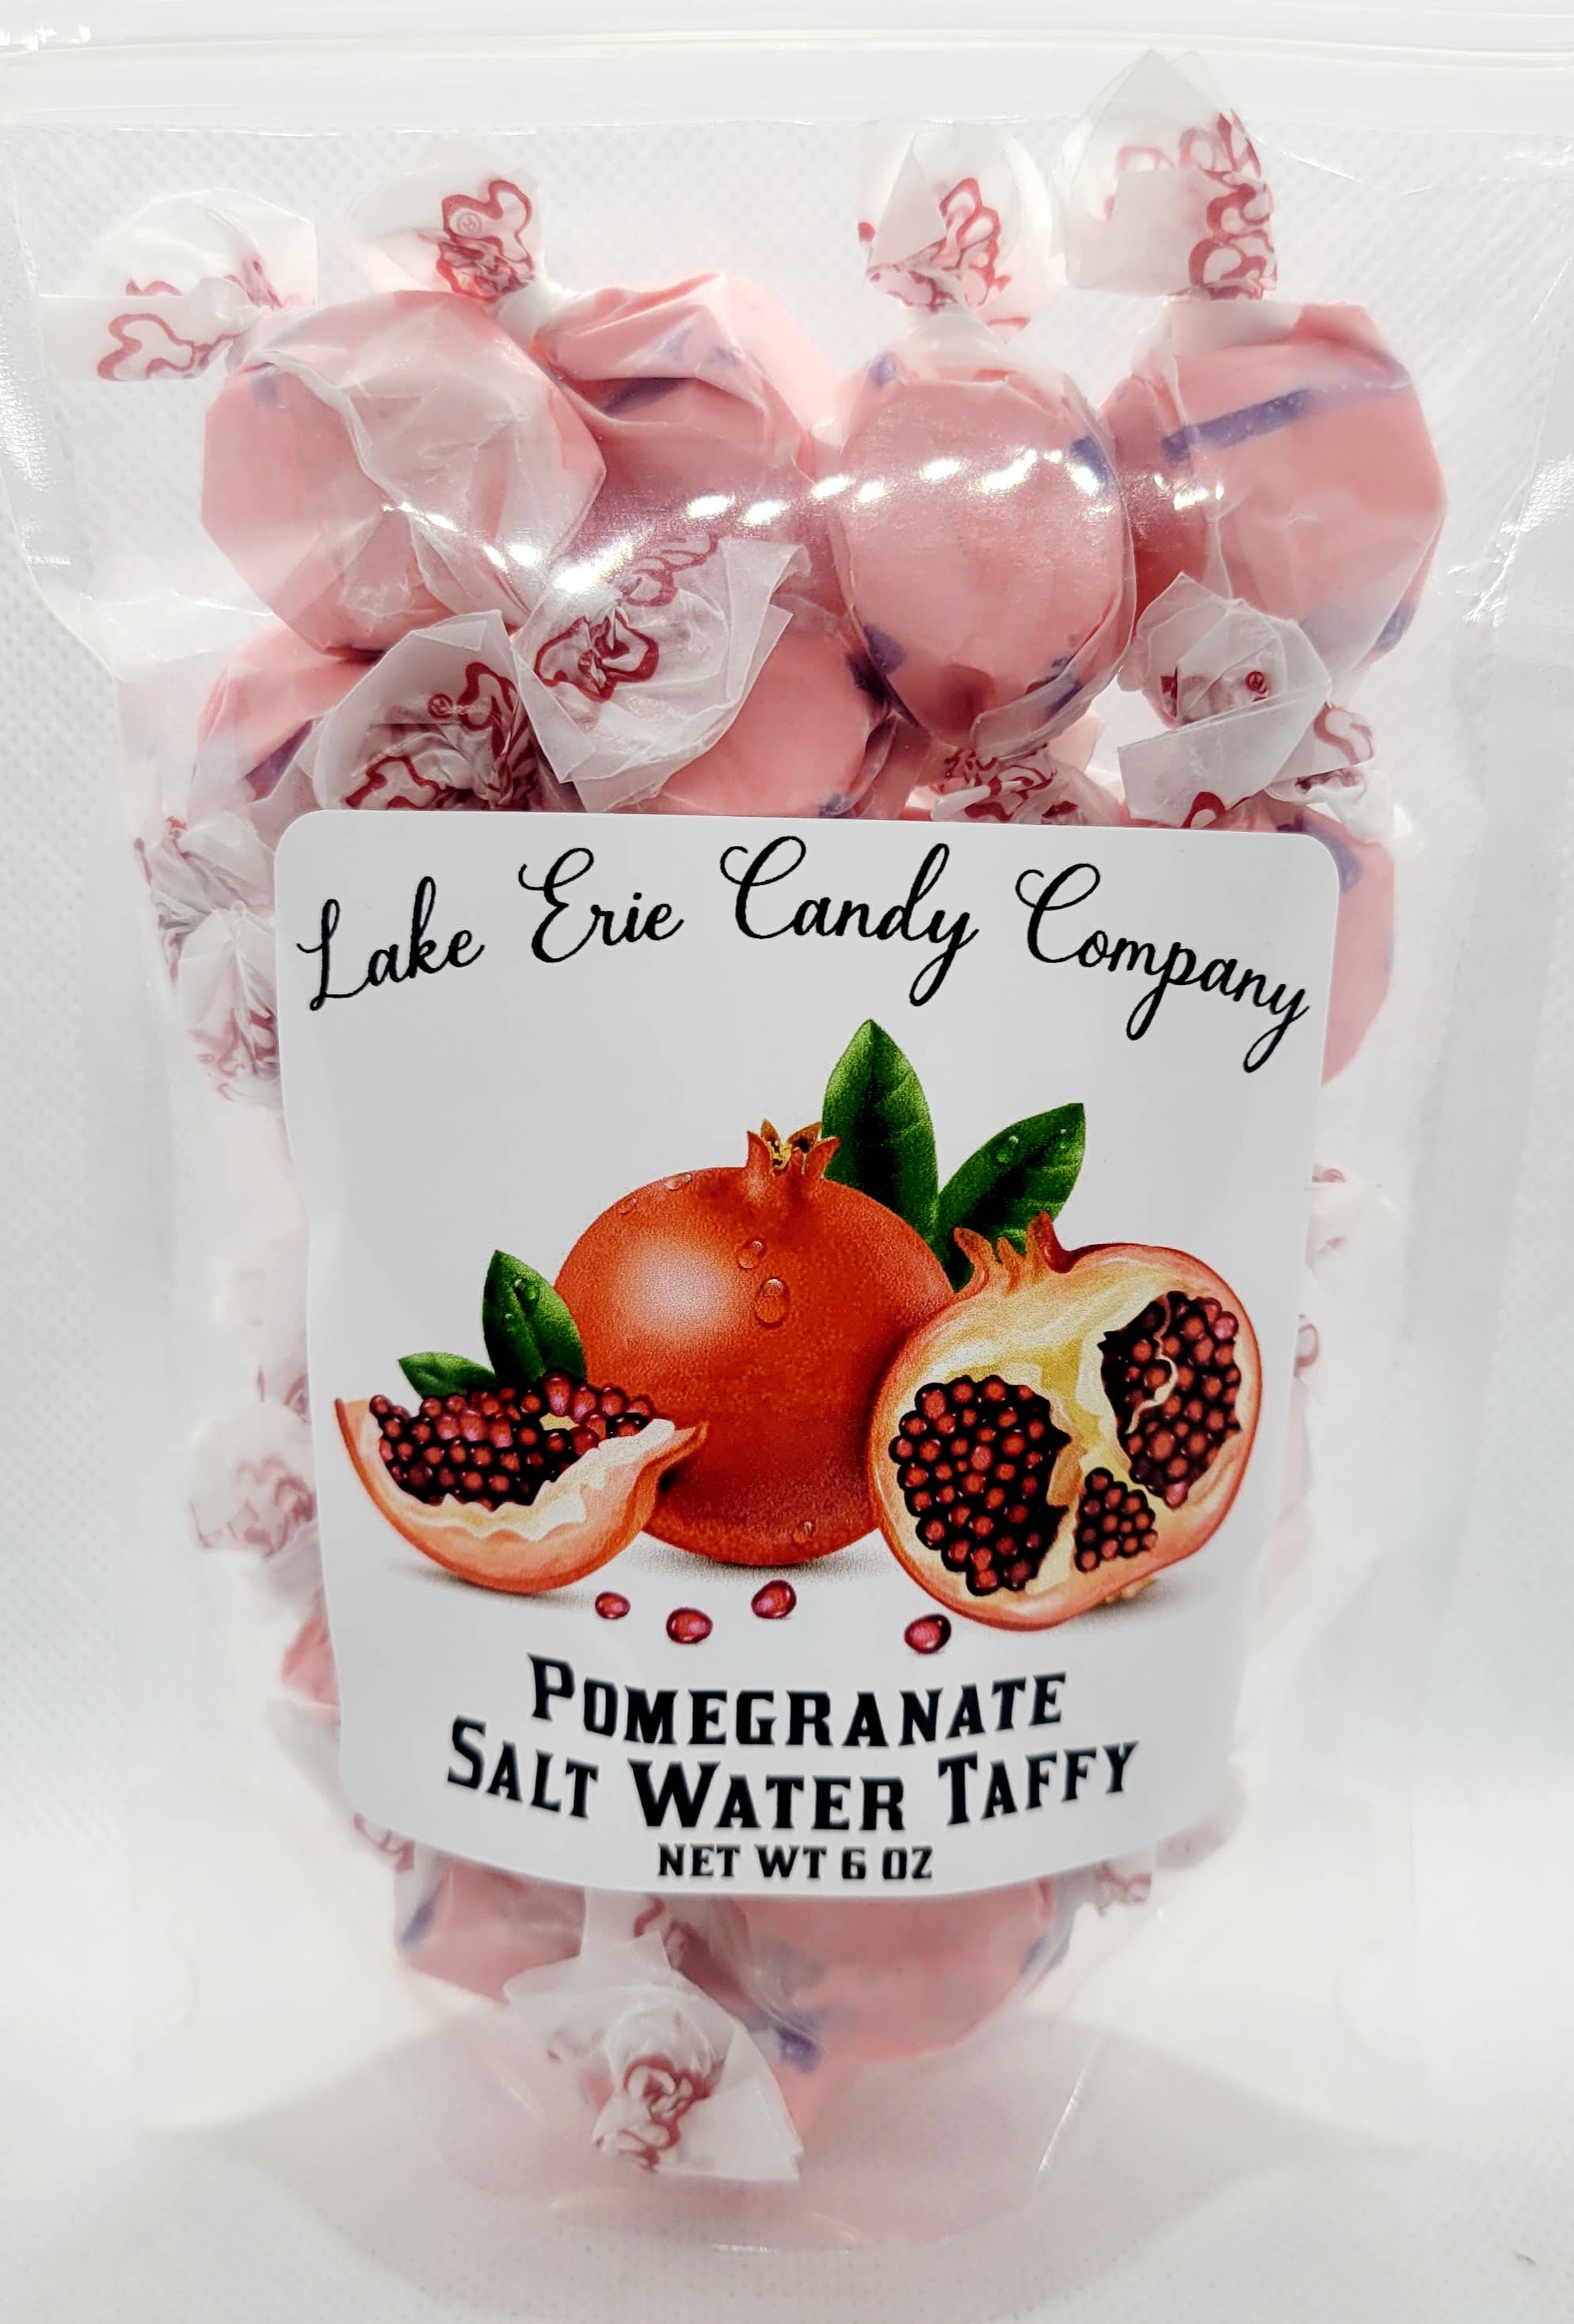 Lake Erie Candy Company
Pomegranate
Salt Water Taffy
NET WT 6 OZ